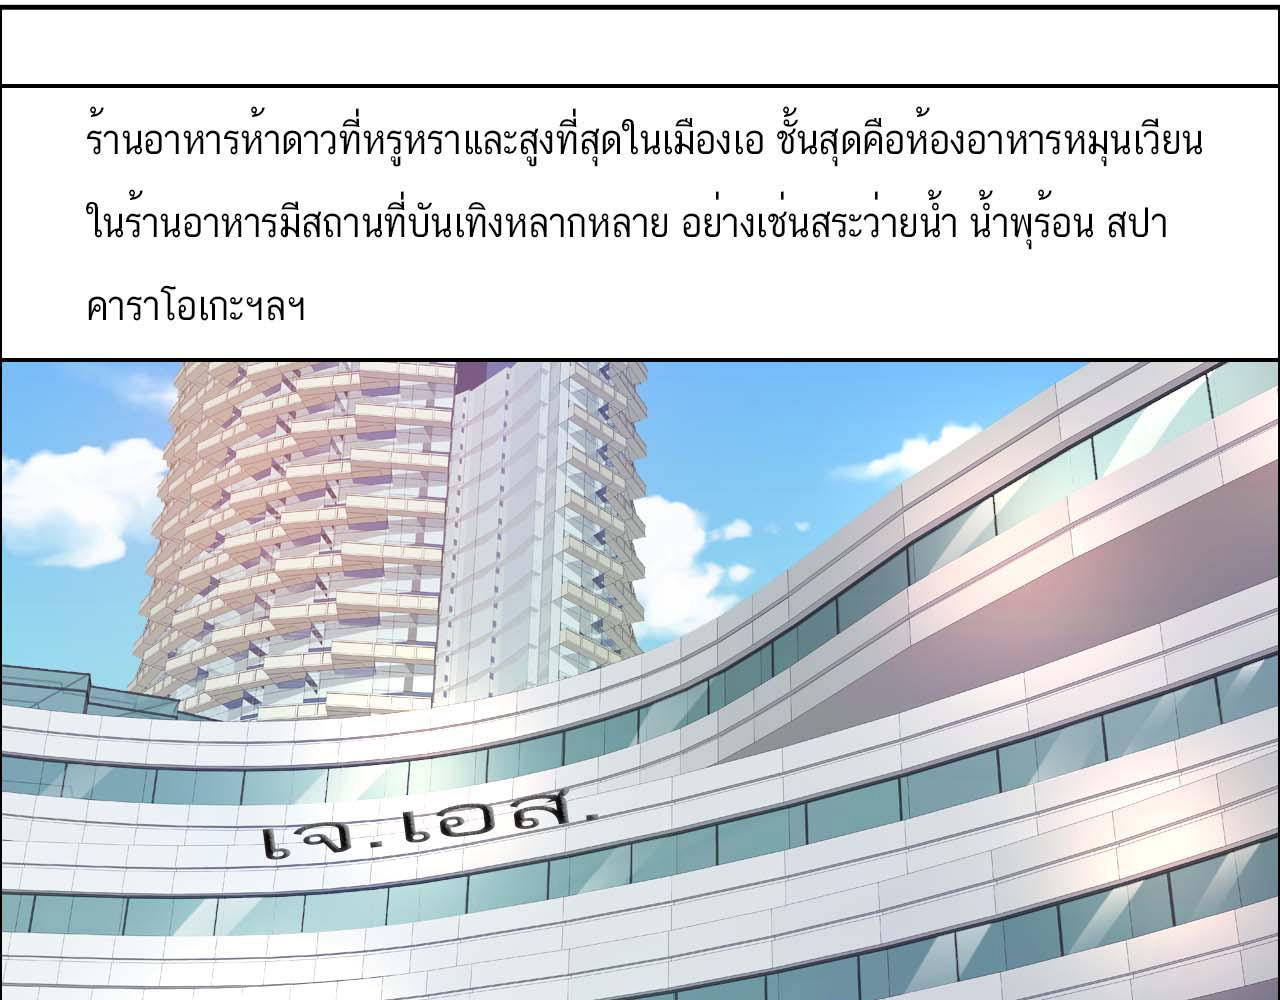 ร้านอาหารห้าดาวที่หรูหราและสูงที่สุดในเมืองเอ ชั้นสุดคือห้องอาหารหมุนเวียน
ในร้านอาหารมีสถานที่บันเทิงหลากหลาย อย่างเช่นสระว่ายน้ำ น้ำพุร้อน สปา
คาราโอเกะฯลฯ
เจ.เอส.